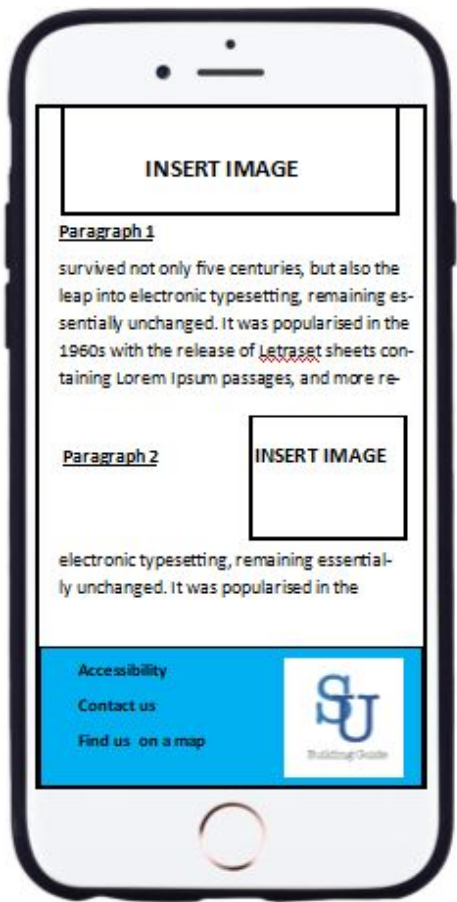 INSERT IMAGE
Paragraph 1
survived not only five centuries, but also the
leap into electronic typesetting, remaining es-
sentially unchanged. It was popularised in the
1960s with the release of Letraset sheets con-
taining Lorem Ipsum passages, and more re-
Paragraph 2
INSERT IMAGE
electronic typesetting, remaining essential-
ly unchanged. It was popularised in the
Accessibility
Contact us
Find us on a map
SU
Building Guide